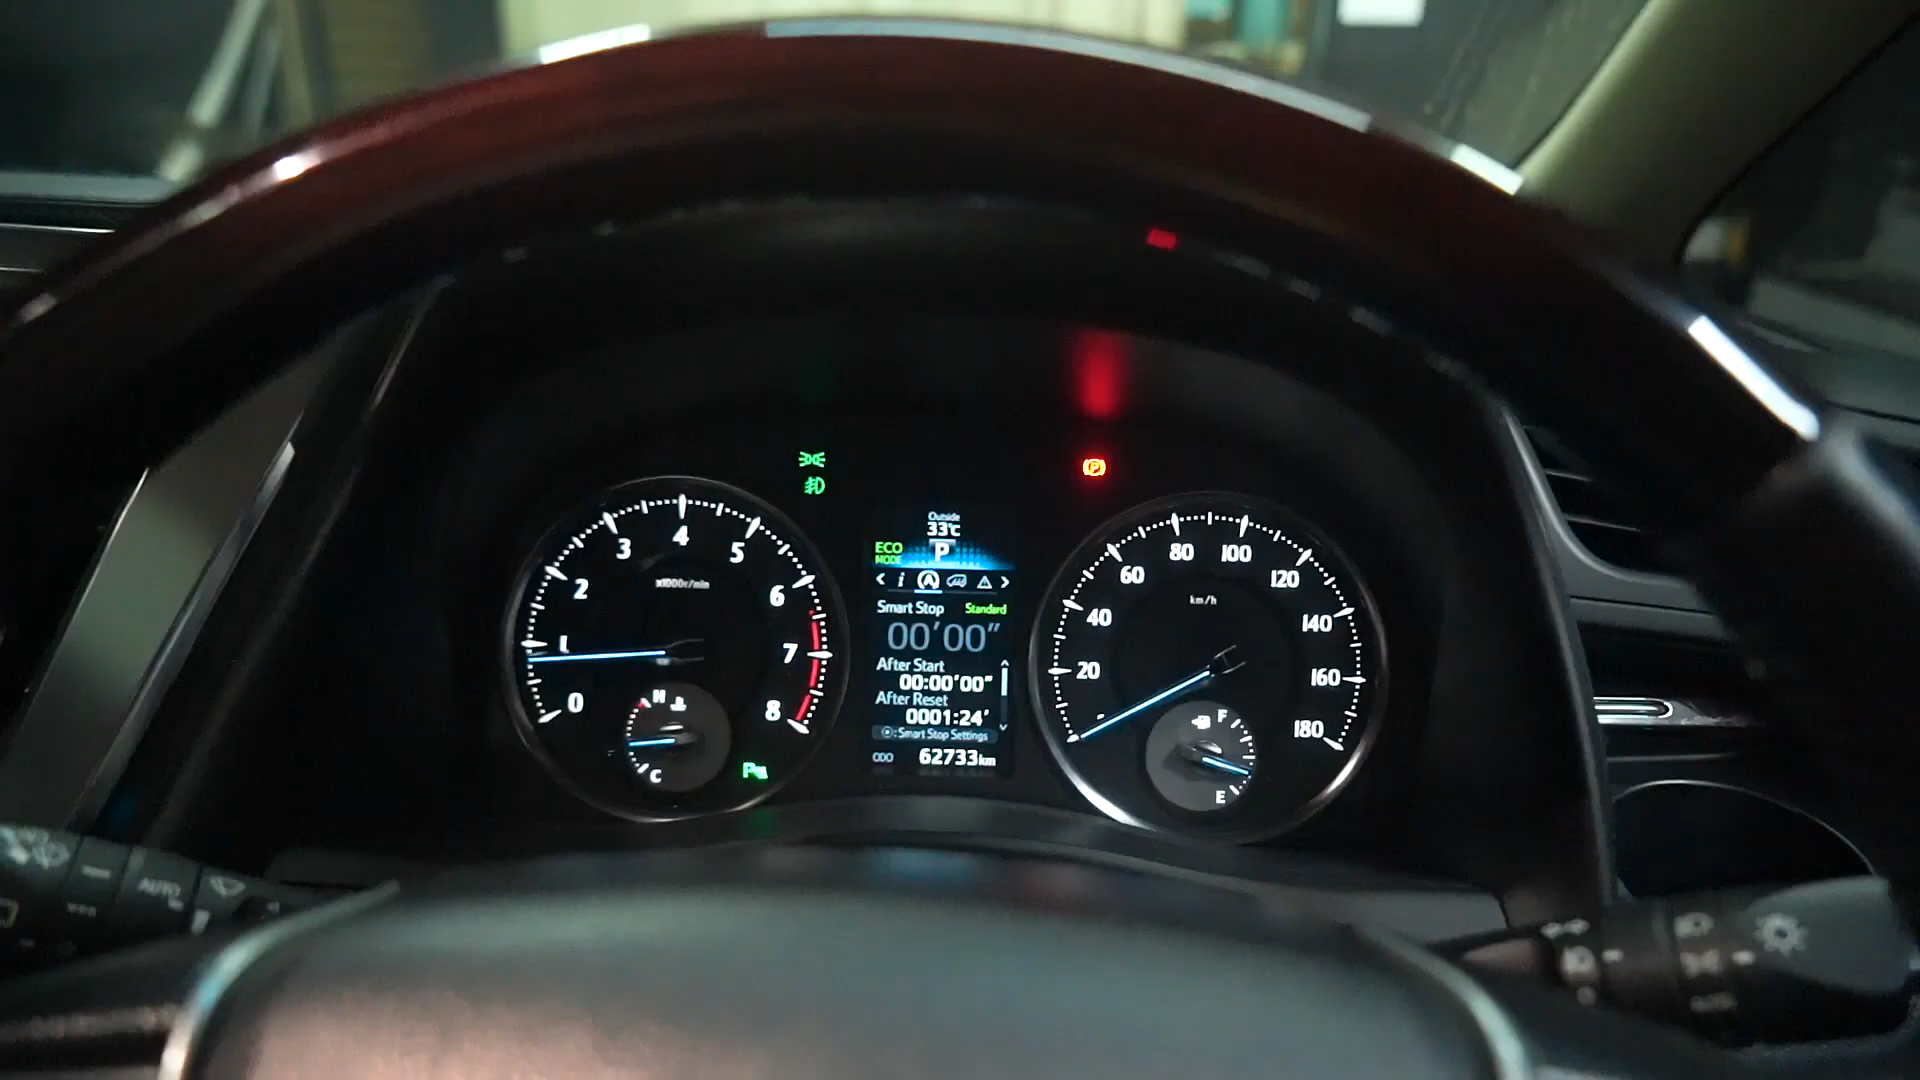 Outside
33℃
ECO
MODE
P
i
Smart Stop Standard
00'00"
After Start
00:00'00"
After Reset
0001:24'
: Smart Stop Settings
ODO 62733km
x1000r/min
0
L
2
3
4
5
6
7
8
H
C
P
(P)
km/h
20
40
60
80
100
120
140
160
180
F
E
AUTO
AUTO